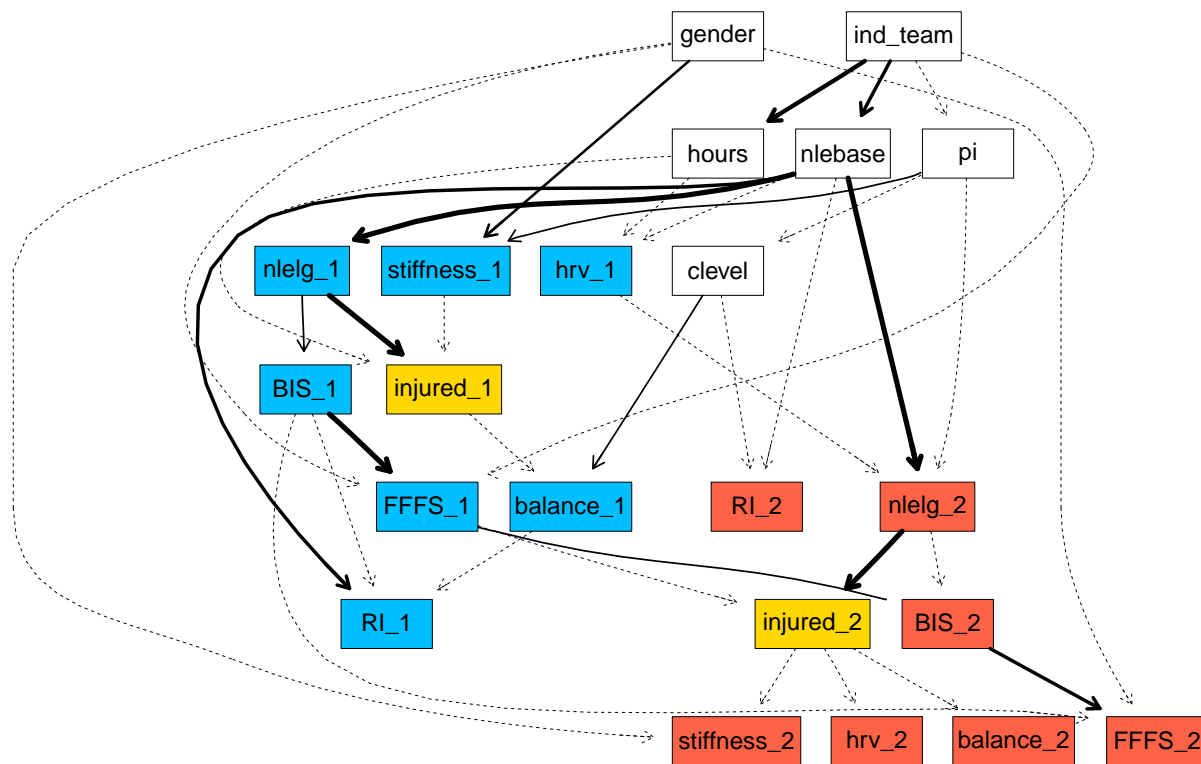 gender
ind_team
hours
nlebase
pi
nlelg_1
stiffness_1
hrv_1
clevel
BIS_1
injured_1
FFFS_1
balance_1
RI_2
nlelg_2
RI_1
injured_2
BIS_2
stiffness_2
hrv_2
balance_2
FFFS_2